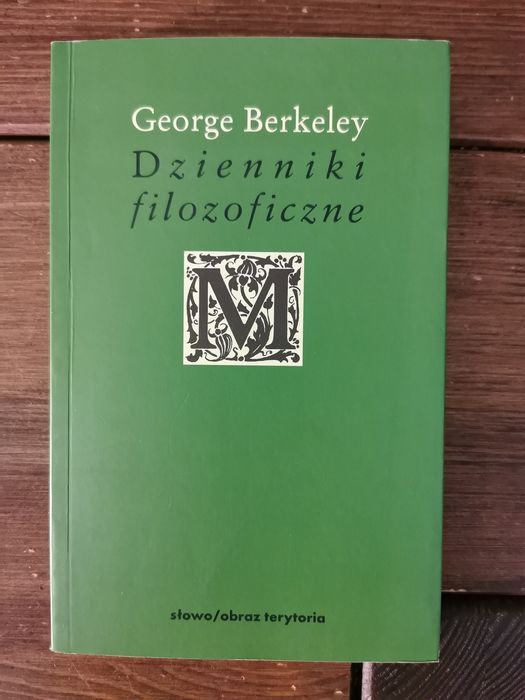 George Berkeley
Dzienniki
filozoficzne
M
słowo/obraz terytoria